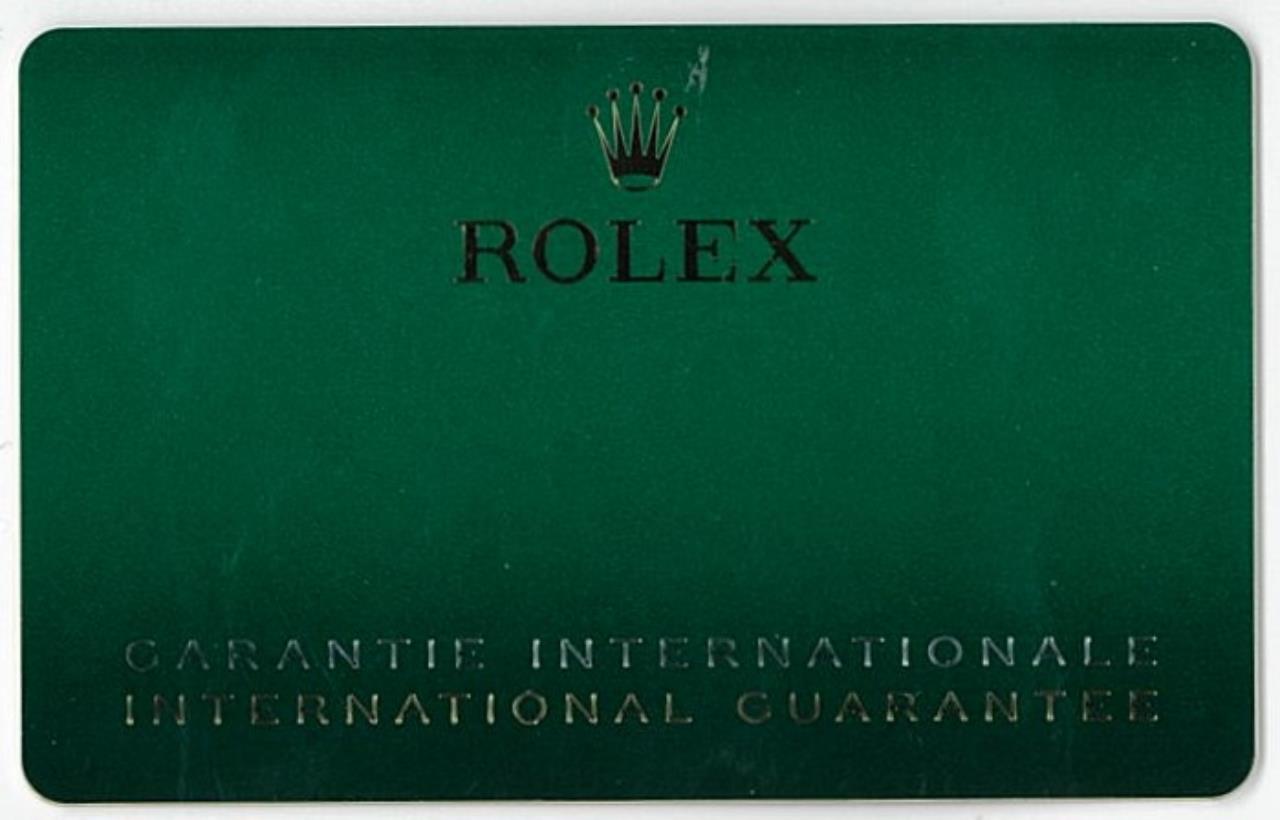 ROLEX
GARANTIE INTERNATIONALE
INTERNATIONAL GUARANTEE